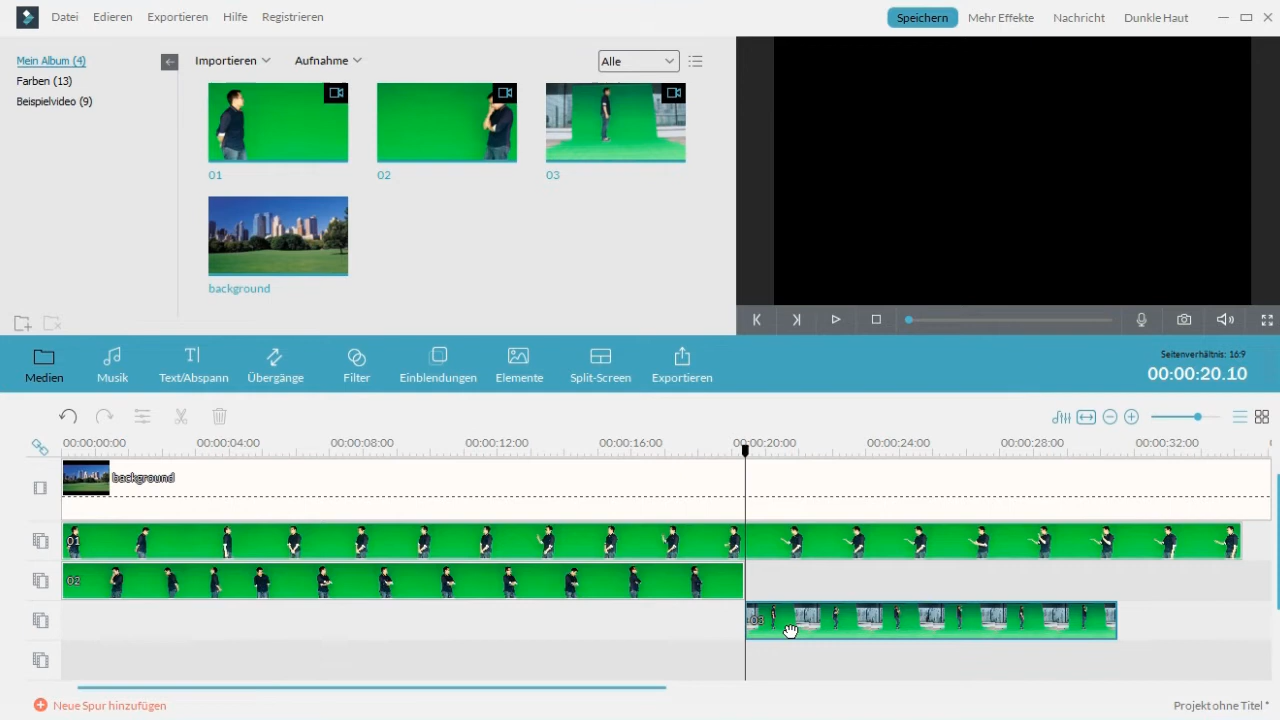 Datei Edieren Exportieren Hilfe Registrieren Speichern Mehr Effekte Nachricht Dunkle Haut
Mein Album (4)
Farben (13)
Beispielvideo (9)
Importieren Aufnahme Alle
01 02 03
background
Medien Musik Text/Abspann Übergänge Filter Einblendungen Elemente Split-Screen Exportieren
Seitenverhältnis: 16:9
00:00:20.10
00:00:00:00 00:00:04:00 00:00:08:00 00:00:12:00 00:00:16:00 00:00:20:00 00:00:24:00 00:00:28:00 00:00:32:00
background
01
02
03
Neue Spur hinzufügen
Projekt ohne Titel *